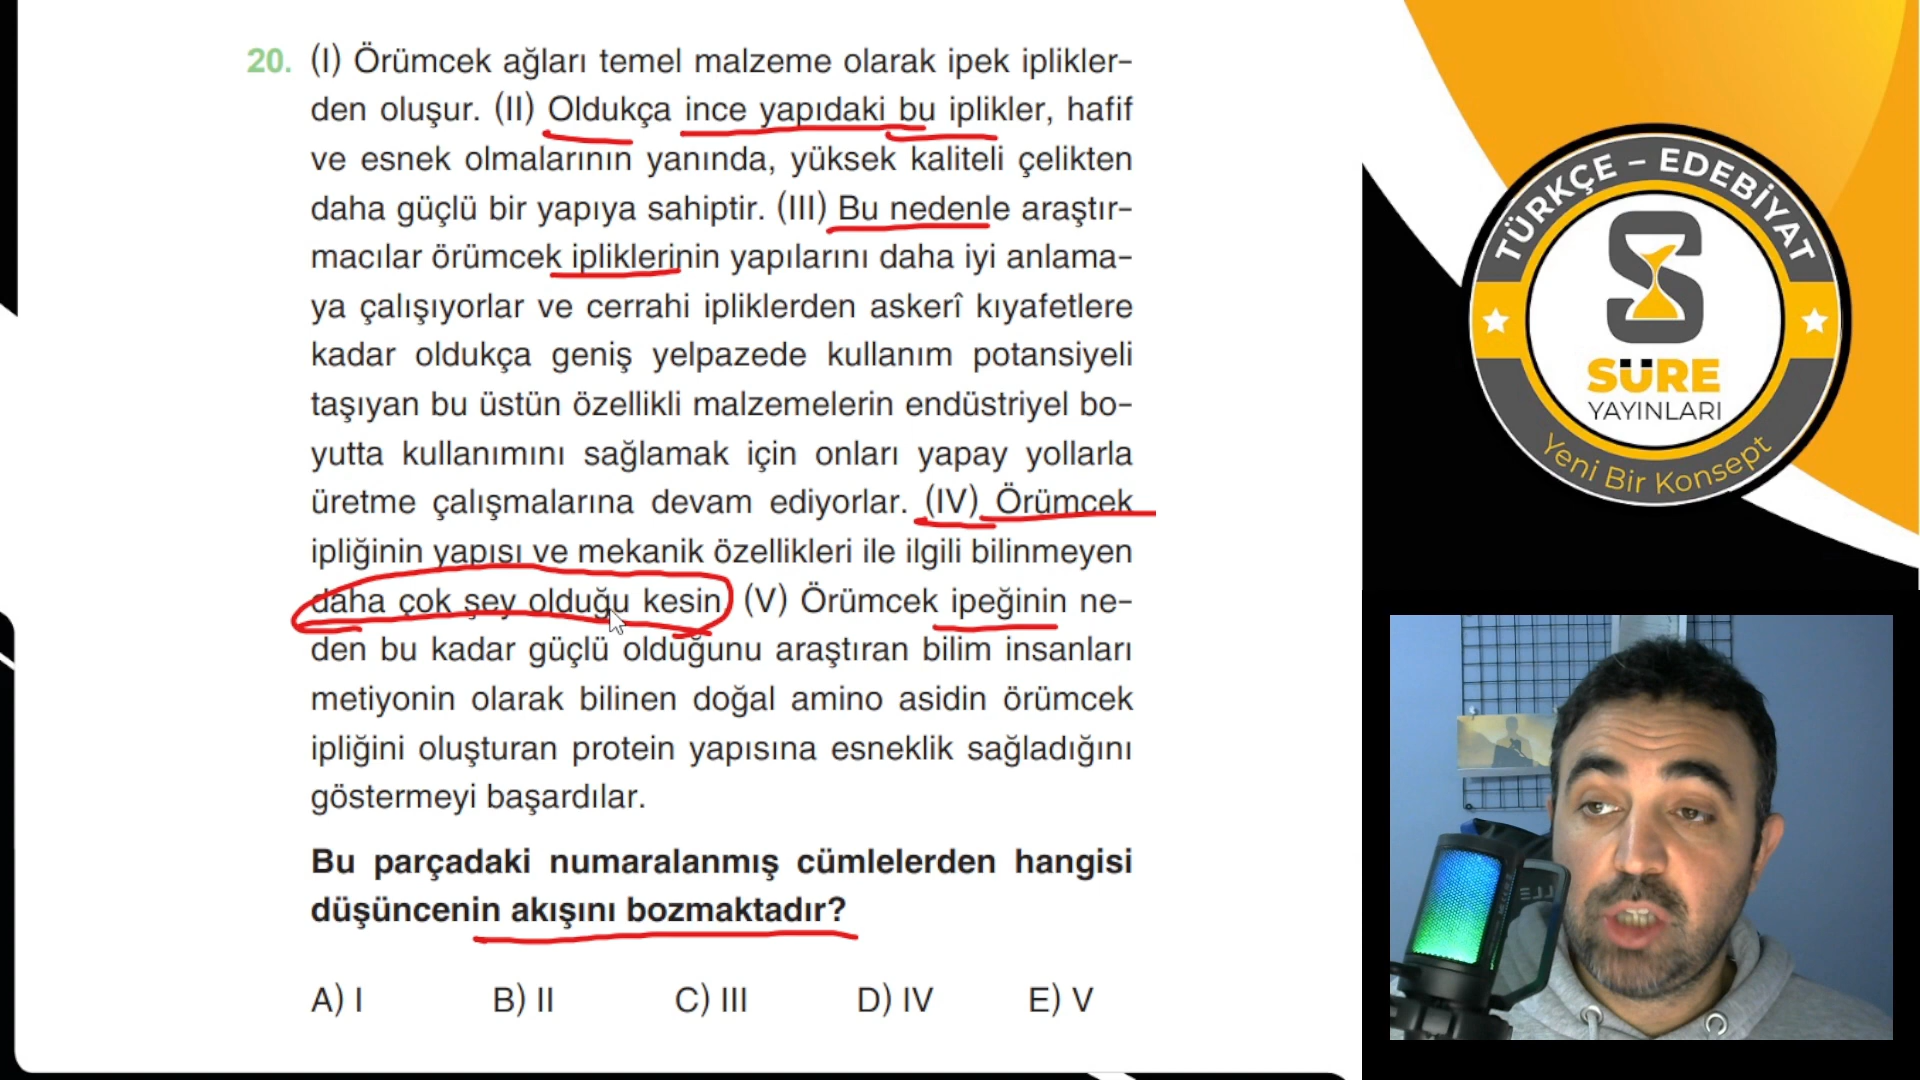 20. (I) Örümcek ağları temel malzeme olarak ipek iplikler-
den oluşur. (II) Oldukça ince yapıdaki bu iplikler, hafif
ve esnek olmalarının yanında, yüksek kaliteli çelikten
daha güçlü bir yapıya sahiptir. (III) Bu nedenle araştır-
macılar örümcek ipliklerinin yapılarını daha iyi anlama-
ya çalışıyorlar ve cerrahi ipliklerden askerî kıyafetlere
kadar oldukça geniş yelpazede kullanım potansiyeli
taşıyan bu üstün özellikli malzemelerin endüstriyel bo-
yutta kullanımını sağlamak için onları yapay yollarla
üretme çalışmalarına devam ediyorlar. (IV) Örümcek
ipliğinin yapısı ve mekanik özellikleri ile ilgili bilinmeyen
daha çok şey olduğu kesin. (V) Örümcek ipeğinin ne-
den bu kadar güçlü olduğunu araştıran bilim insanları
metiyonin olarak bilinen doğal amino asidin örümcek
ipliğini oluşturan protein yapısına esneklik sağladığını
göstermeyi başardılar.
Bu parçadaki numaralanmış cümlelerden hangisi
düşüncenin akışını bozmaktadır?
A) I B) II C) III D) IV E) V
TÜRKÇE – EDEBİYAT
S
SÜRE
YAYINLARI
Yeni Bir Konsept